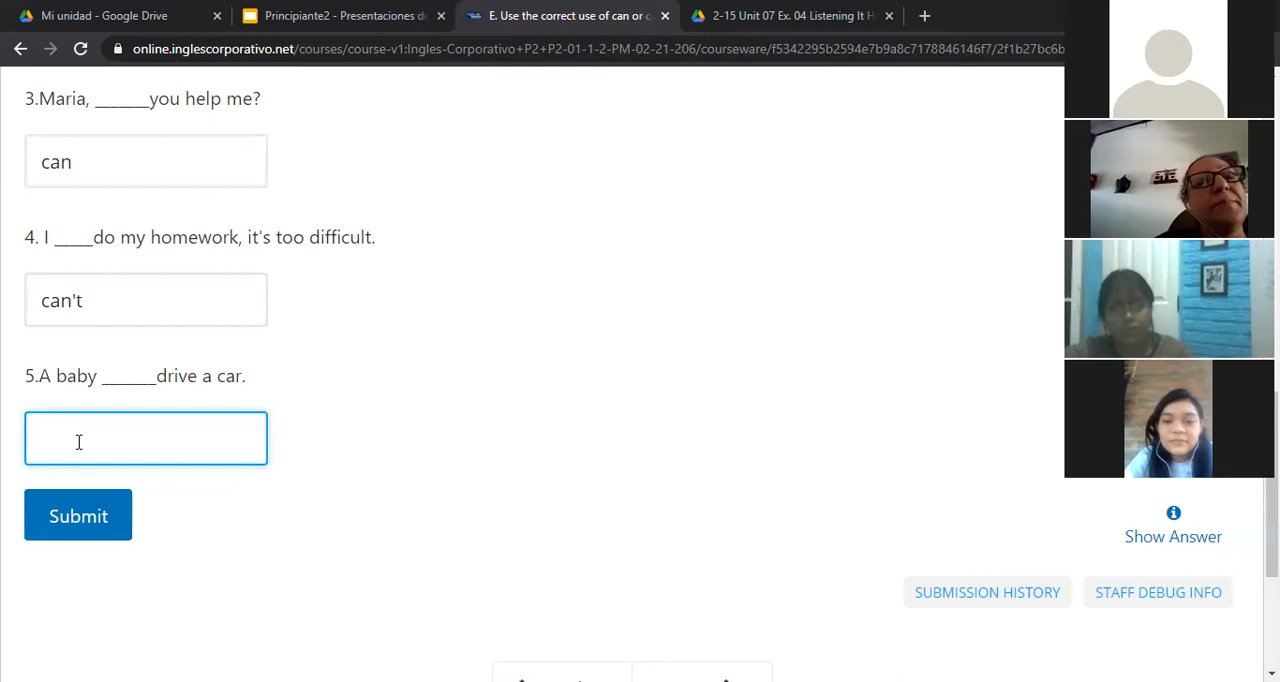 Mi unidad - Google Drive
Principiante2 - Presentaciones d
E. Use the correct use of can or c
2-15 Unit 07 Ex. 04 Listening It H
online.inglescorporativo.net/courses/course-v1:Ingles-Corporativo+P2+P2-01-1-2-PM-02-21-206/courseware/f5342295b2594e7b9a8c7178846146f7/2f1b27bc6b
3.Maria, _______you help me?
can
4. I _____do my homework, it's too difficult.
can't
5.A baby _______drive a car.
Submit
Show Answer
SUBMISSION HISTORY
STAFF DEBUG INFO